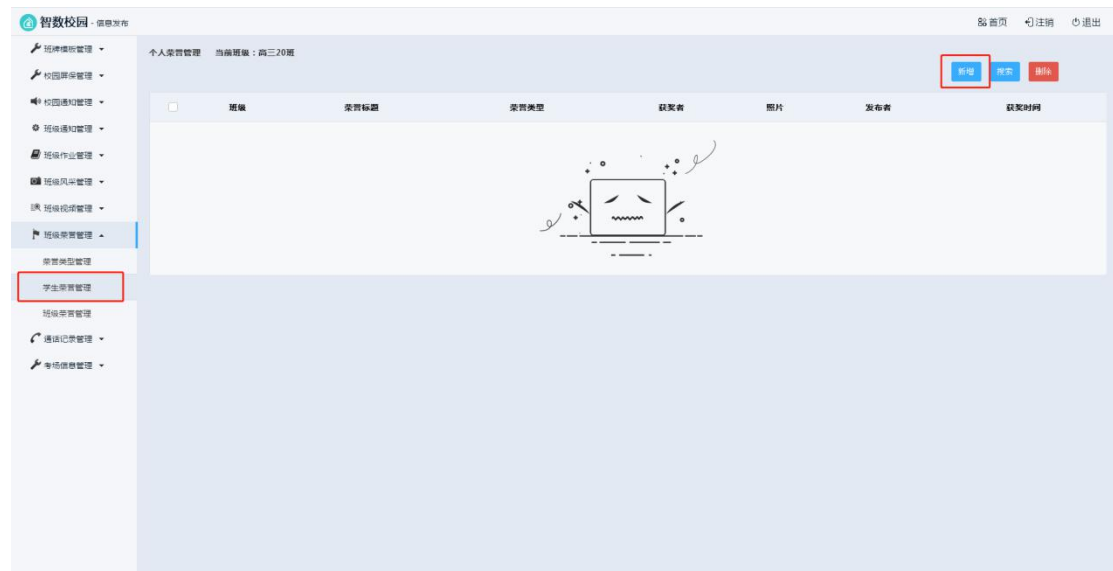 智数校园 - 信息发布
首页 注销 退出
班牌模板管理
校园屏保管理
校园通知管理
班级通知管理
班级作业管理
班级风采管理
班级视频管理
班级荣誉管理
荣誉类型管理
学生荣誉管理
班级荣誉管理
通话记录管理
考场信息管理
个人荣誉管理 当前班级：高三20班
新增 搜索 删除
班级 荣誉标题 荣誉类型 获奖者 照片 发布者 获奖时间